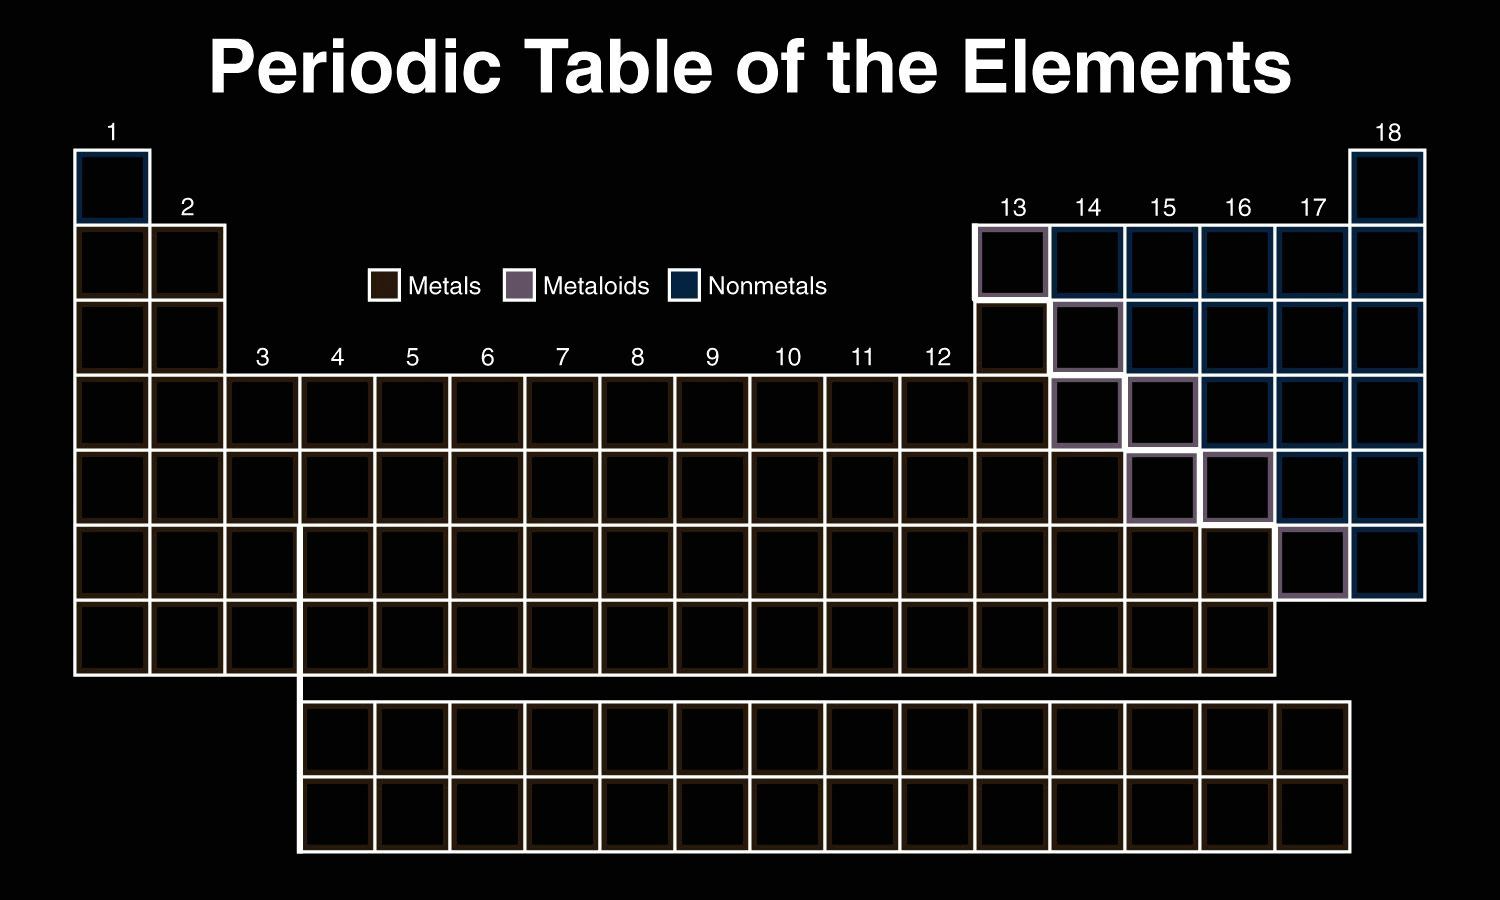 Periodic Table of the Elements
1
18
2
13 14 15 16 17
Metals Metaloids Nonmetals
3 4 5 6 7 8 9 10 11 12